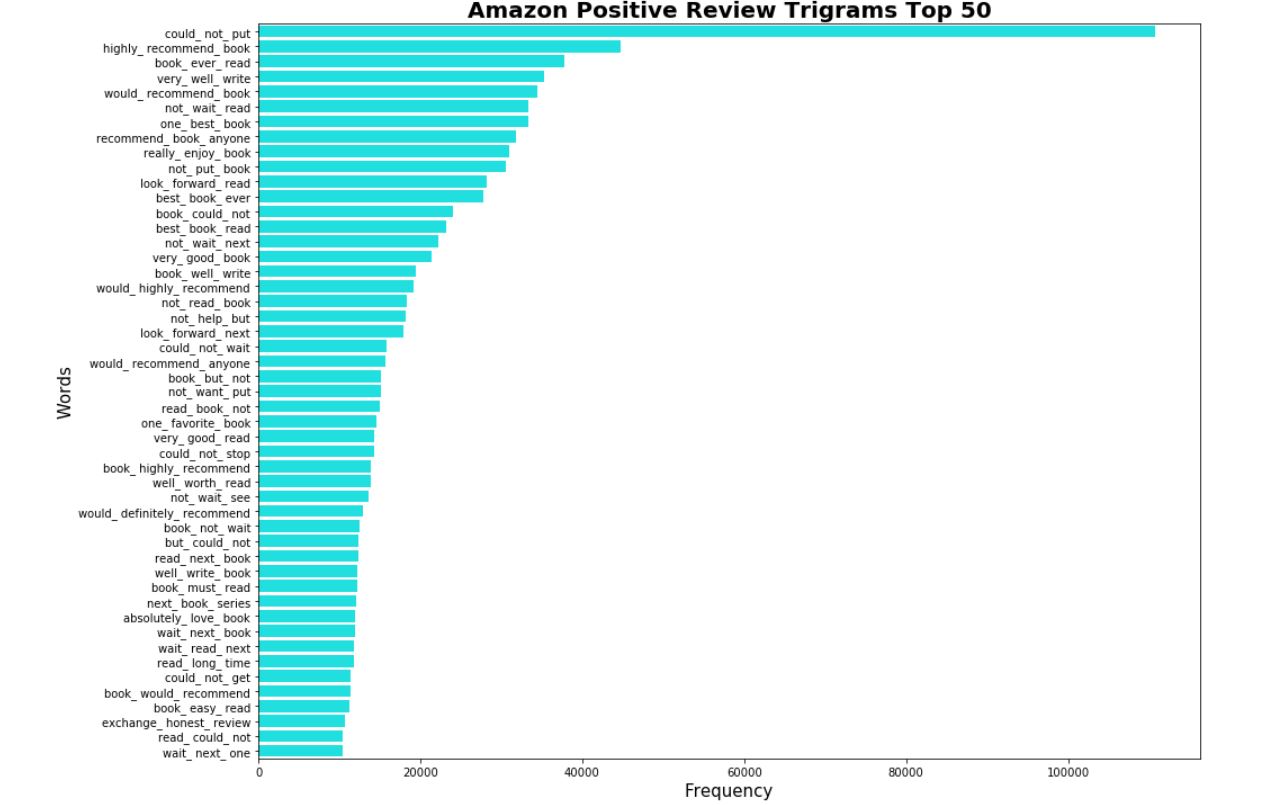 Amazon Positive Review Trigrams Top 50
could_ not_ put
highly_ recommend_ book
book_ ever_ read
very_ well_ write
would_ recommend_ book
not_ wait_ read
one_ best_ book
recommend_ book_ anyone
really_ enjoy_ book
not_ put_ book
look_ forward_ read
best_ book_ ever
book_ could_ not
best_ book_ read
not_ wait_ next
very_ good_ book
book_ well_ write
would_ highly_ recommend
not_ read_ book
not_ help_ but
look_ forward_ next
could_ not_ wait
would_ recommend_ anyone
book_ but_ not
not_ want_ put
read_ book_ not
one_ favorite_ book
very_ good_ read
could_ not_ stop
book_ highly_ recommend
well_ worth_ read
not_ wait_ see
would_ definitely_ recommend
book_ not_ wait
but_ could_ not
read_ next_ book
well_ write_ book
book_ must_ read
next_ book_ series
absolutely_ love_ book
wait_ next_ book
wait_ read_ next
read_ long_ time
could_ not_ get
book_ would_ recommend
book_ easy_ read
exchange_ honest_ review
read_ could_ not
wait_ next_ one
Words
0 20000 40000 60000 80000 100000
Frequency